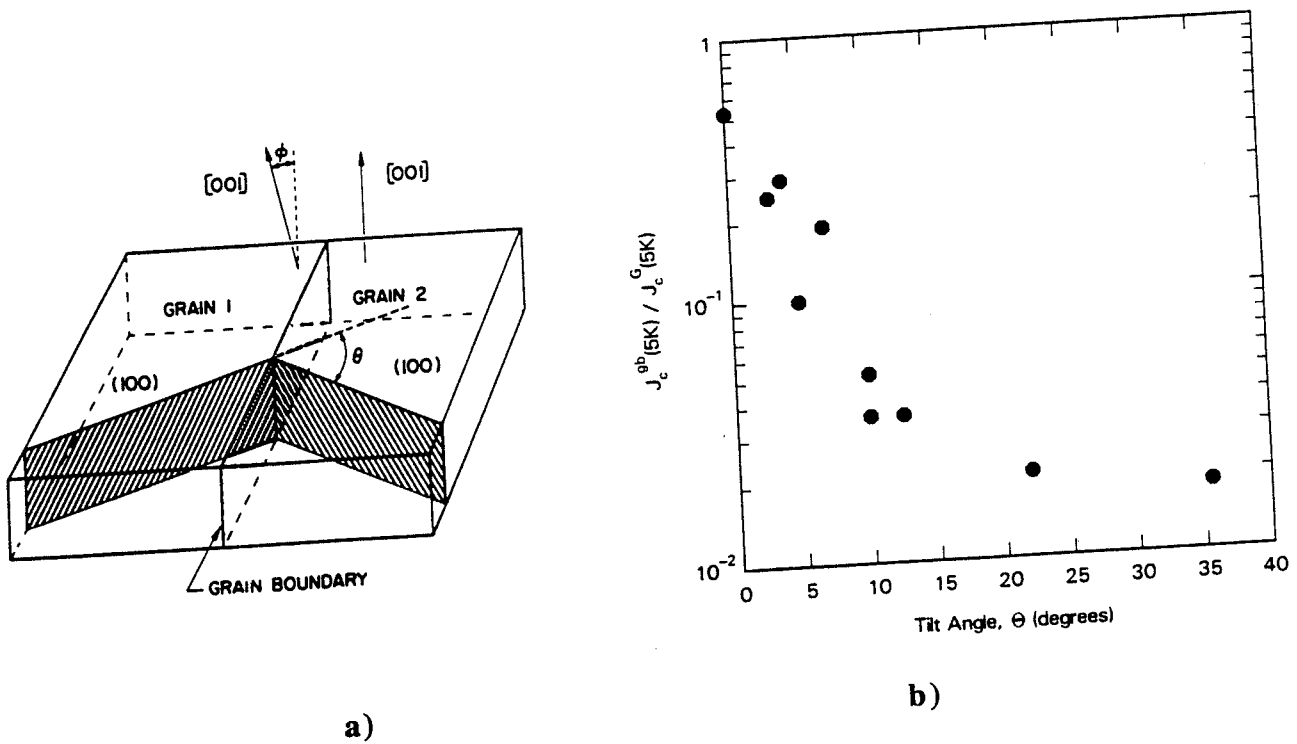 ϕ
[001]
[001]
GRAIN 1
GRAIN 2
θ
(100)
(100)
GRAIN BOUNDARY
a)
1
10⁻¹
10⁻²
J_c^gb(5K) / J_c^G(5K)
0 5 10 15 20 25 30 35 40
Tilt Angle, Θ (degrees)
b)